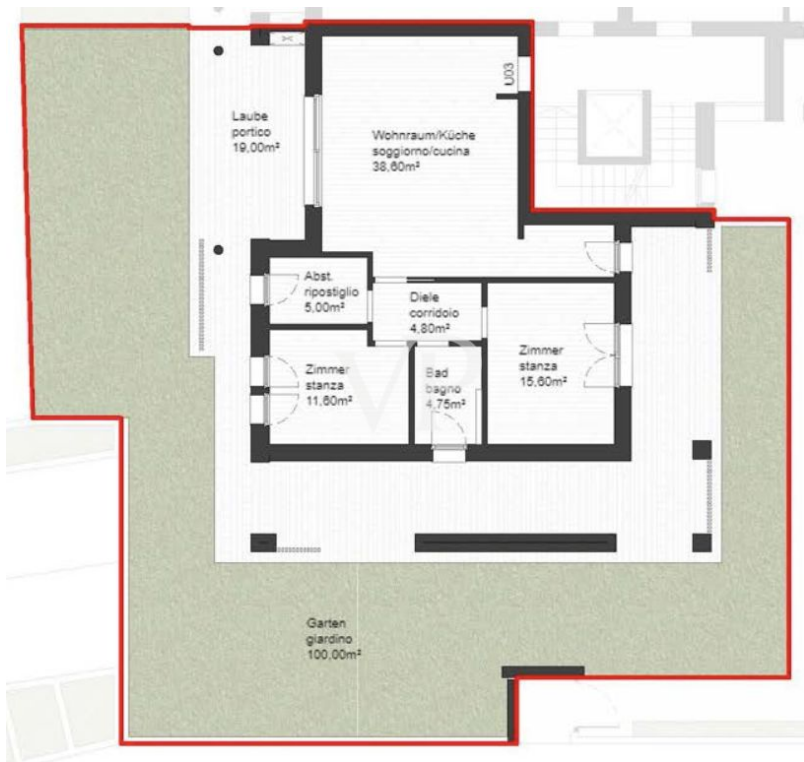 Laube
portico
19,00m²
Wohnraum/Küche
soggiorno/cucina
38,60m²
U03
Abst.
ripostiglio
5,00m²
Diele
corridoio
4,80m²
Zimmer
stanza
11,60m²
Bad
bagno
4,75m²
Zimmer
stanza
15,60m²
VP
Garten
giardino
100,00m²